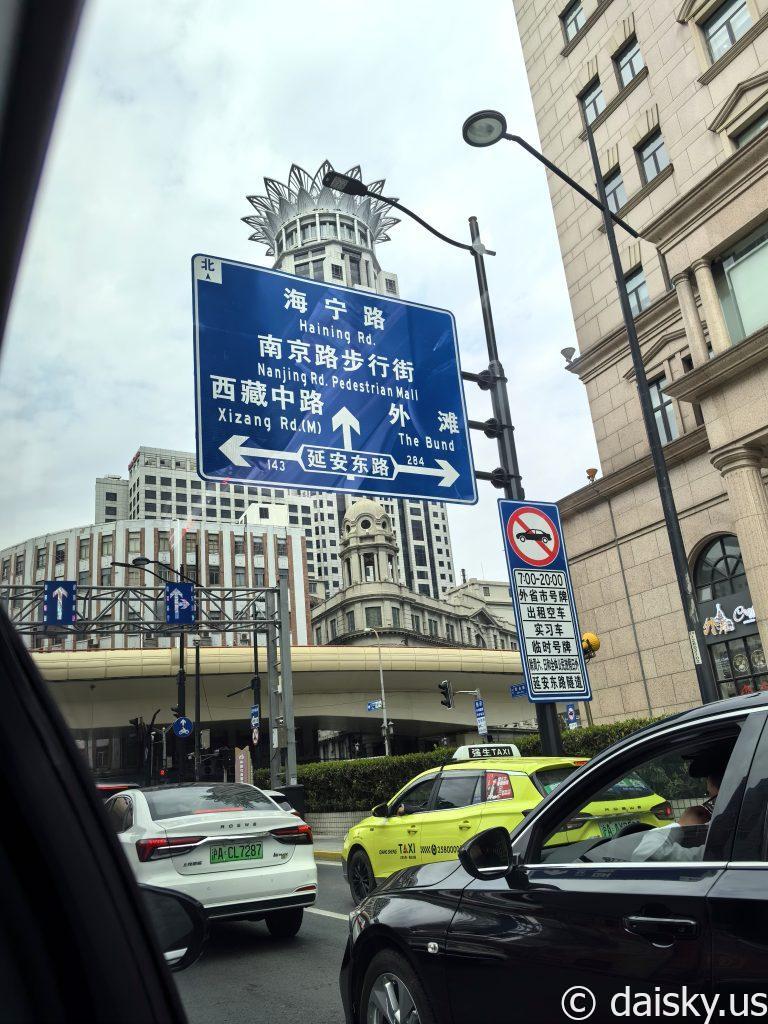 北
海宁路
Haining Rd.
南京路步行街
Nanjing Rd. Pedestrian Mall
西藏中路
Xizang Rd.(M)
外滩
The Bund
143
延安东路
284
7:00-20:00
外省市号牌
出租空车
实习车
临时号牌
延安东路隧道
强生TAXI
ROEWE
沪A·CL7287
TAXI
62580000
© daisky.us